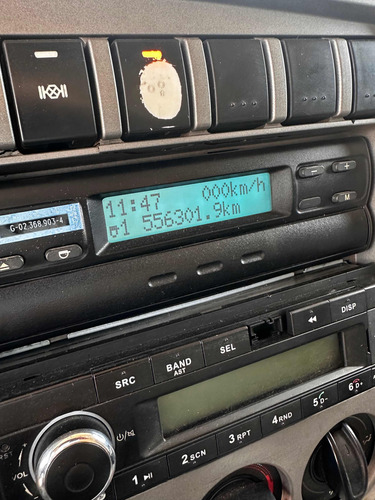 11:47 000km/h
1 556301.9km
G-02.368.903-4
- +
M
SRC BAND AST SEL ◀◀ DISP
VOL
1 ▶|| 2 SCN 3 RPT 4 RND 5 D- 6 D+